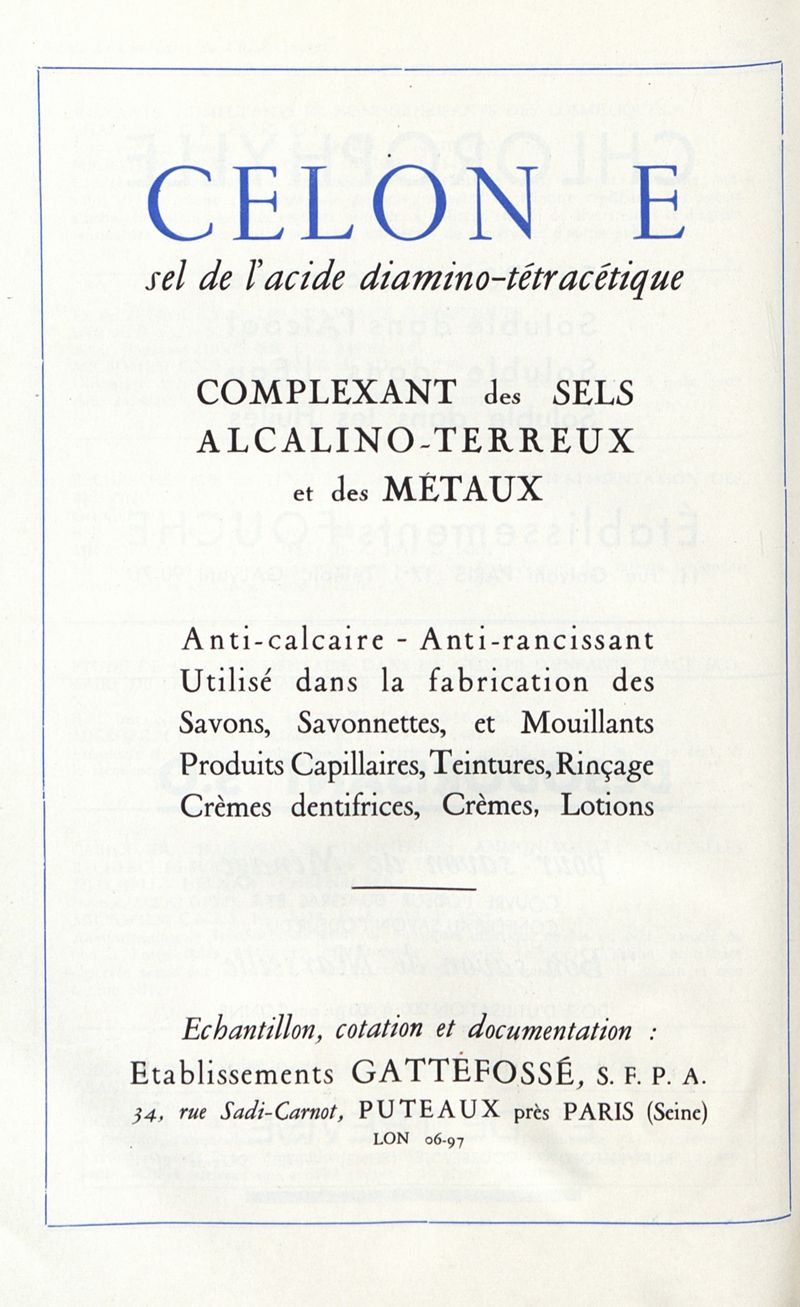 CELON E
sel de l'acide diamino-tétracétique
COMPLEXANT des SELS
ALCALINO-TERREUX
et des MÉTAUX
Anti-calcaire - Anti-rancissant
Utilisé dans la fabrication des
Savons, Savonnettes, et Mouillants
Produits Capillaires, Teintures, Rinçage
Crèmes dentifrices, Crèmes, Lotions
Echantillon, cotation et documentation :
Etablissements GATTEFOSSÉ, S. F. P. A.
34, rue Sadi-Carnot, PUTEAUX près PARIS (Seine)
LON 06-97